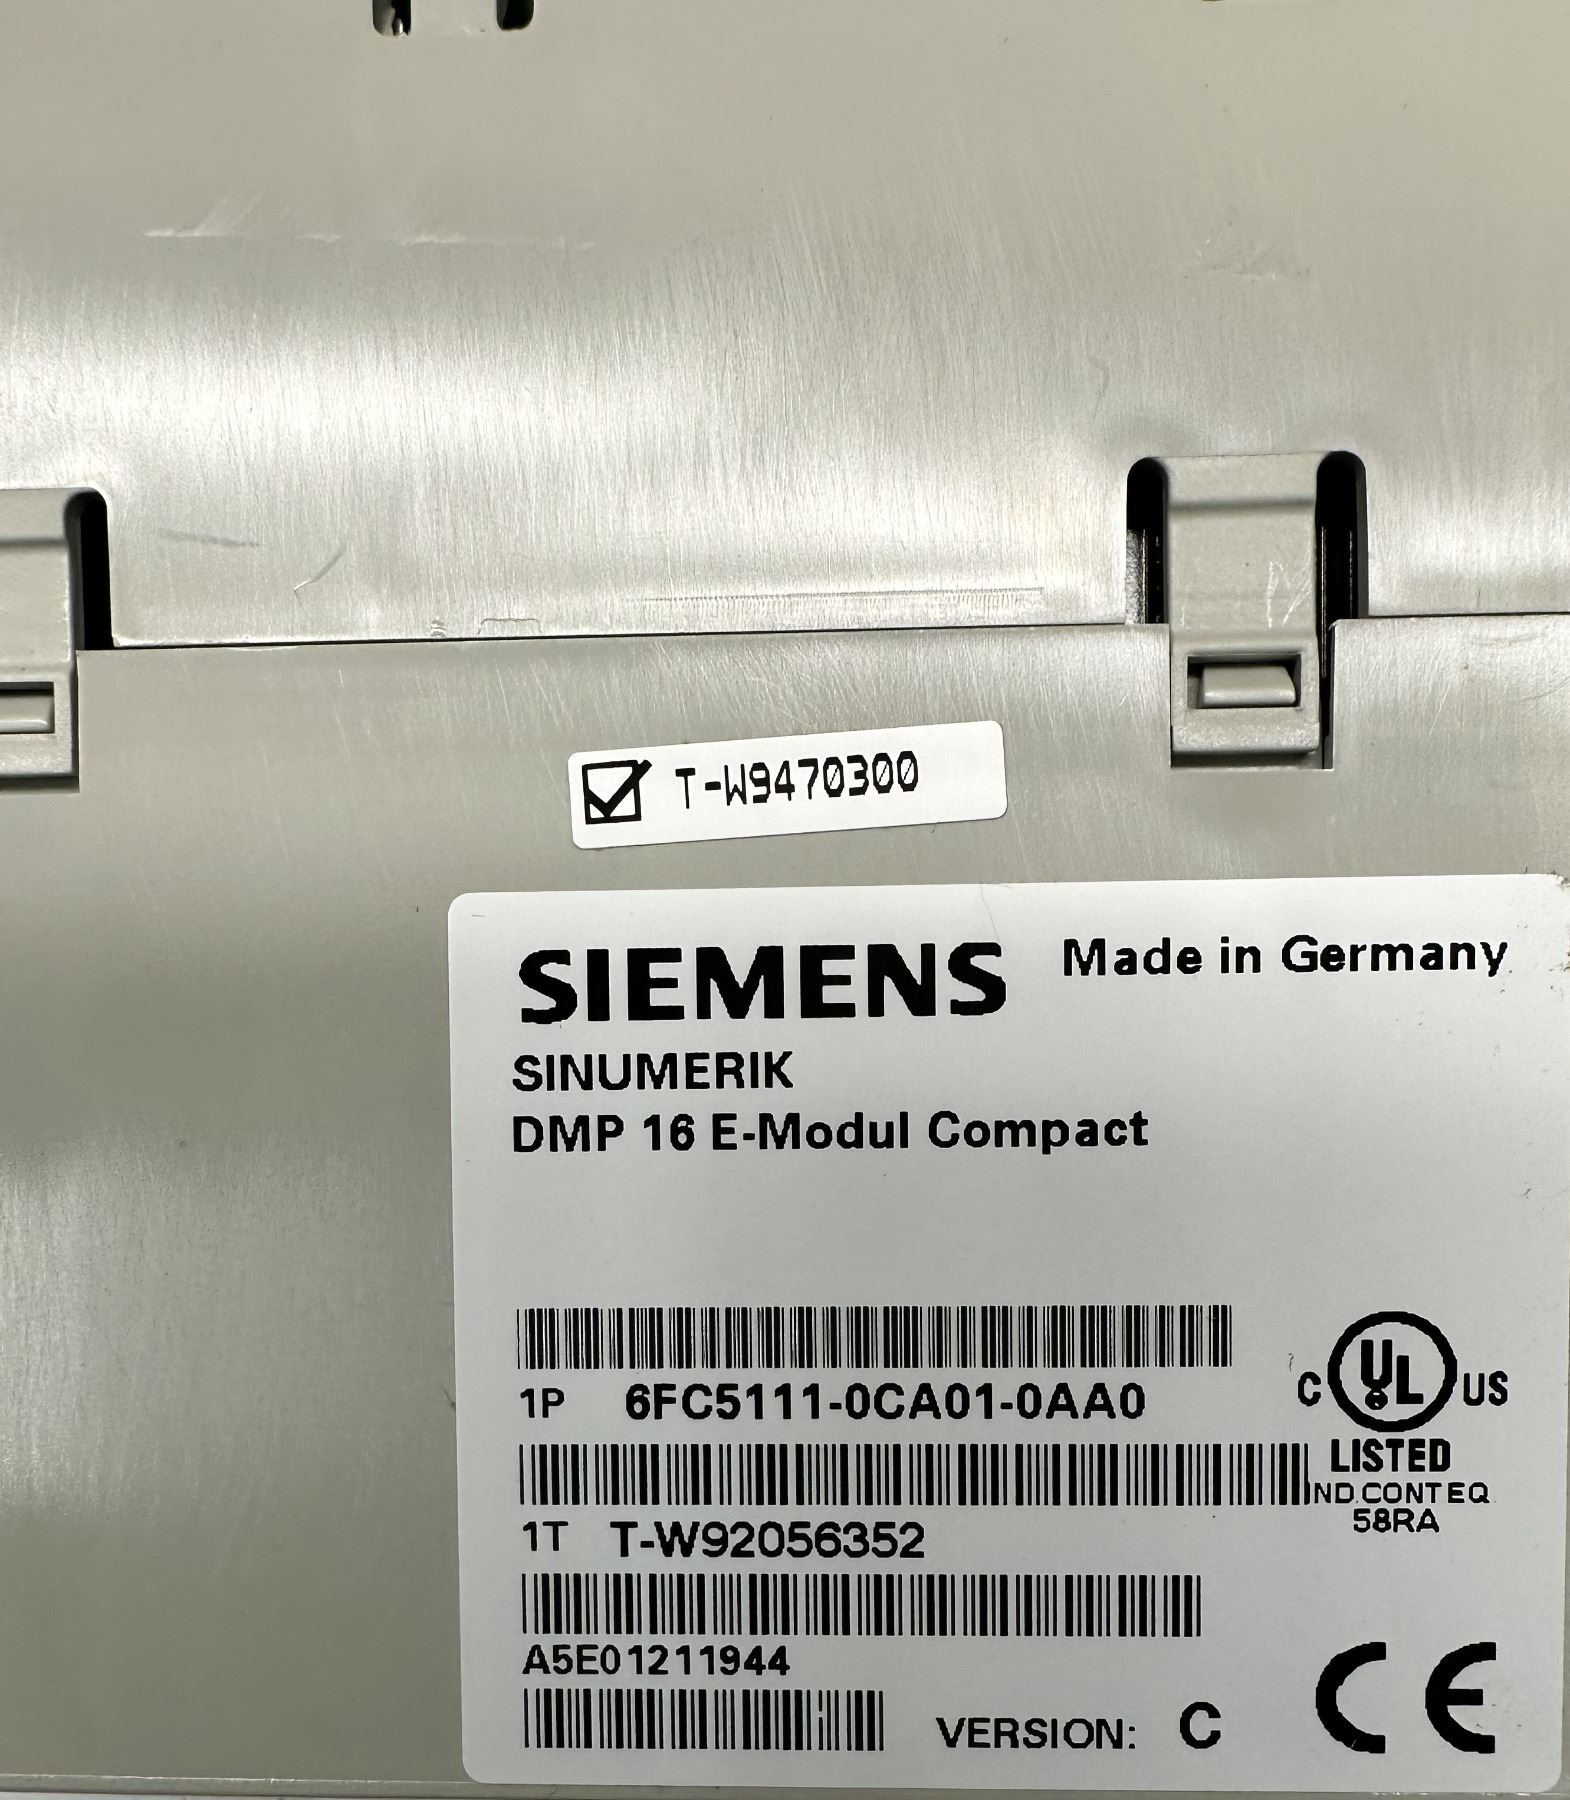 T-W9470300
SIEMENS Made in Germany
SINUMERIK
DMP 16 E-Modul Compact
1P 6FC5111-0CA01-0AA0
C UL US
LISTED
1T T-W92056352
ND.CONT EQ.
58RA
A5E01211944
VERSION: C CE